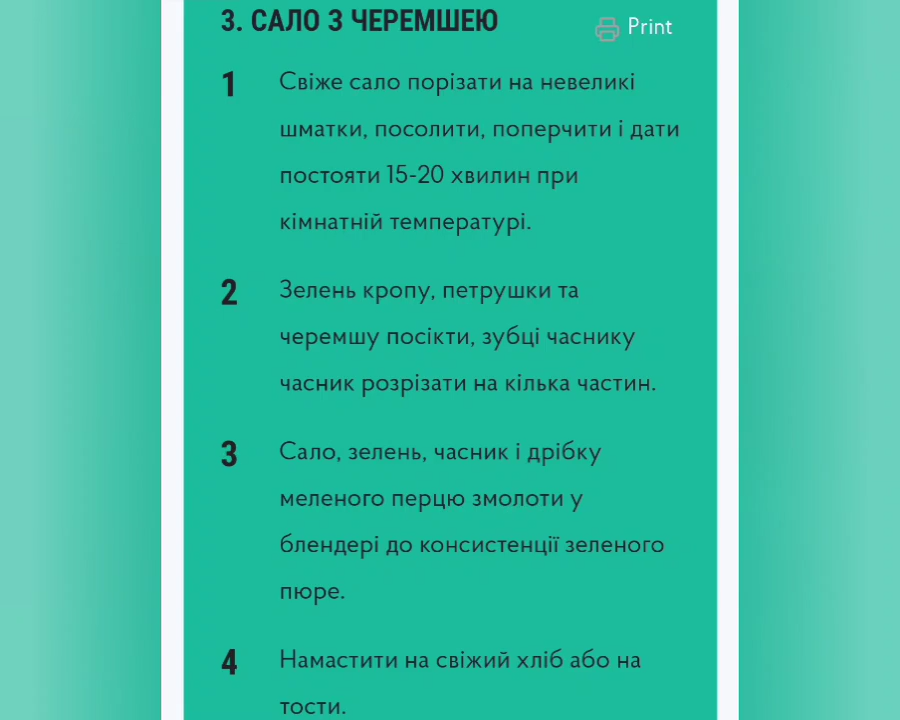 3. САЛО З ЧЕРЕМШЕЮ
Print
1 Свіже сало порізати на невеликі
шматки, посолити, поперчити і дати
постояти 15-20 хвилин при
кімнатній температурі.
2 Зелень кропу, петрушки та
черемшу посікти, зубці часнику
часник розрізати на кілька частин.
3 Сало, зелень, часник і дрібку
меленого перцю змолоти у
блендері до консистенції зеленого
пюре.
4 Намастити на свіжий хліб або на
тости.